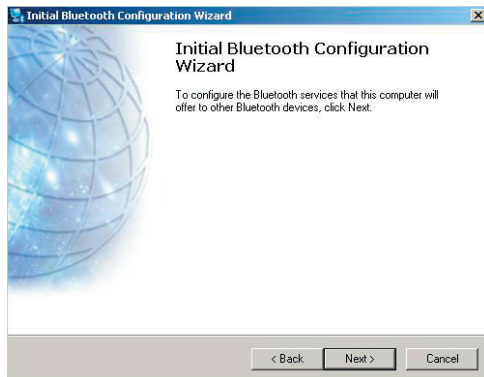 Initial Bluetooth Configuration Wizard
Initial Bluetooth Configuration
Wizard
To configure the Bluetooth services that this computer will
offer to other Bluetooth devices, click Next.
< Back Next > Cancel